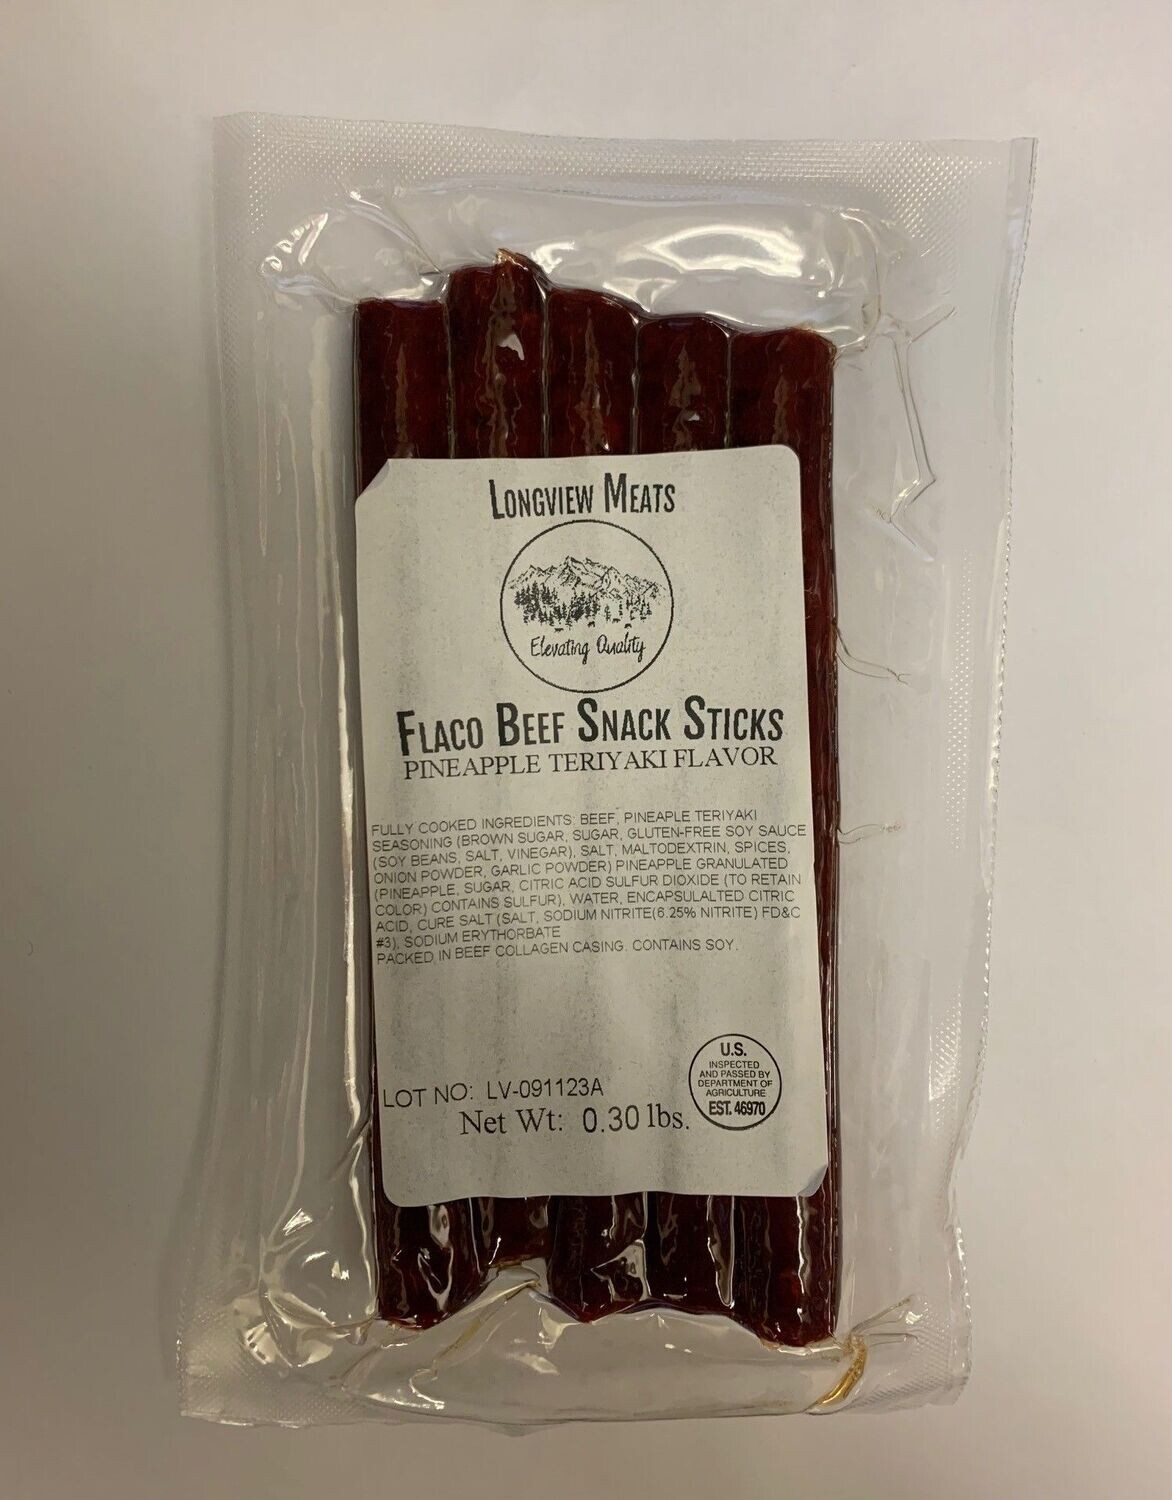 LONGVIEW MEATS
Elevating Quality
FLACO BEEF SNACK STICKS
PINEAPPLE TERIYAKI FLAVOR
FULLY COOKED INGREDIENTS: BEEF, PINEAPLE TERIYAKI
SEASONING (BROWN SUGAR, SUGAR, GLUTEN-FREE SOY SAUCE
(SOY BEANS, SALT, VINEGAR), SALT, MALTODEXTRIN, SPICES,
ONION POWDER, GARLIC POWDER) PINEAPPLE GRANULATED
(PINEAPPLE, SUGAR, CITRIC ACID SULFUR DIOXIDE (TO RETAIN
COLOR) CONTAINS SULFUR), WATER, ENCAPSULALTED CITRIC
ACID, CURE SALT (SALT, SODIUM NITRITE(6.25% NITRITE) FD&C
#3), SODIUM ERYTHORBATE
PACKED IN BEEF COLLAGEN CASING. CONTAINS SOY.
U.S.
INSPECTED
AND PASSED BY
DEPARTMENT OF
AGRICULTURE
EST. 46970
LOT NO: LV-091123A
Net Wt: 0.30 lbs.